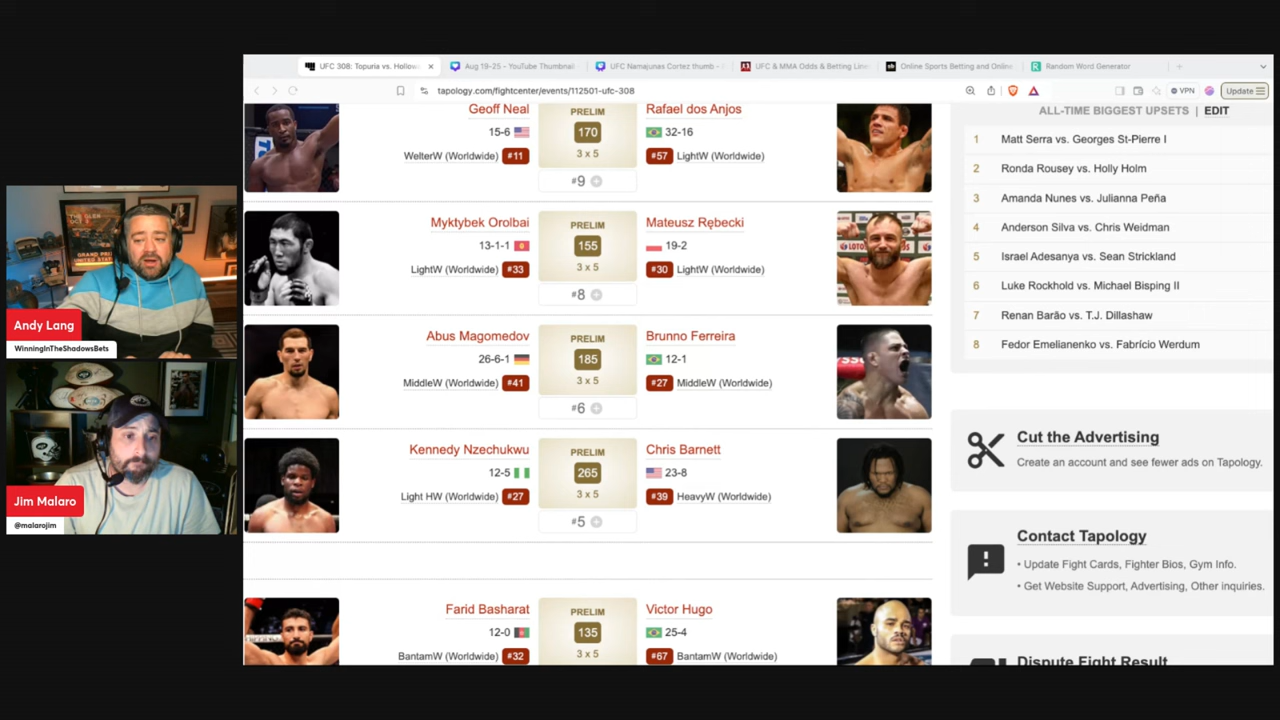 UFC 308: Topuria vs. Hollow
Aug 19-25 - YouTube Thumbnail
UFC Namajunas Cortez thumb -
UFC & MMA Odds & Betting Line
Online Sports Betting and Online
Random Word Generator
tapology.com/fightcenter/events/112501-ufc-308
VPN
Update
Geoff Neal
15-6
WelterW (Worldwide) #11
PRELIM
170
3 x 5
#9
Rafael dos Anjos
32-16
#57 LightW (Worldwide)
Myktybek Orolbai
13-1-1
LightW (Worldwide) #33
PRELIM
155
3 x 5
#8
Mateusz Rębecki
19-2
#30 LightW (Worldwide)
Abus Magomedov
26-6-1
MiddleW (Worldwide) #41
PRELIM
185
3 x 5
#6
Brunno Ferreira
12-1
#27 MiddleW (Worldwide)
Kennedy Nzechukwu
12-5
Light HW (Worldwide) #27
PRELIM
265
3 x 5
#5
Chris Barnett
23-8
#39 HeavyW (Worldwide)
Farid Basharat
12-0
BantamW (Worldwide) #32
PRELIM
135
3 x 5
Victor Hugo
25-4
#67 BantamW (Worldwide)
ALL-TIME BIGGEST UPSETS | EDIT
1 Matt Serra vs. Georges St-Pierre I
2 Ronda Rousey vs. Holly Holm
3 Amanda Nunes vs. Julianna Peña
4 Anderson Silva vs. Chris Weidman
5 Israel Adesanya vs. Sean Strickland
6 Luke Rockhold vs. Michael Bisping II
7 Renan Barão vs. T.J. Dillashaw
8 Fedor Emelianenko vs. Fabrício Werdum
Cut the Advertising
Create an account and see fewer ads on Tapology.
Contact Tapology
• Update Fight Cards, Fighter Bios, Gym Info.
• Get Website Support, Advertising, Other inquiries.
Dispute Fight Result
Andy Lang
WinningInTheShadowsBets
Jim Malaro
@malarojim